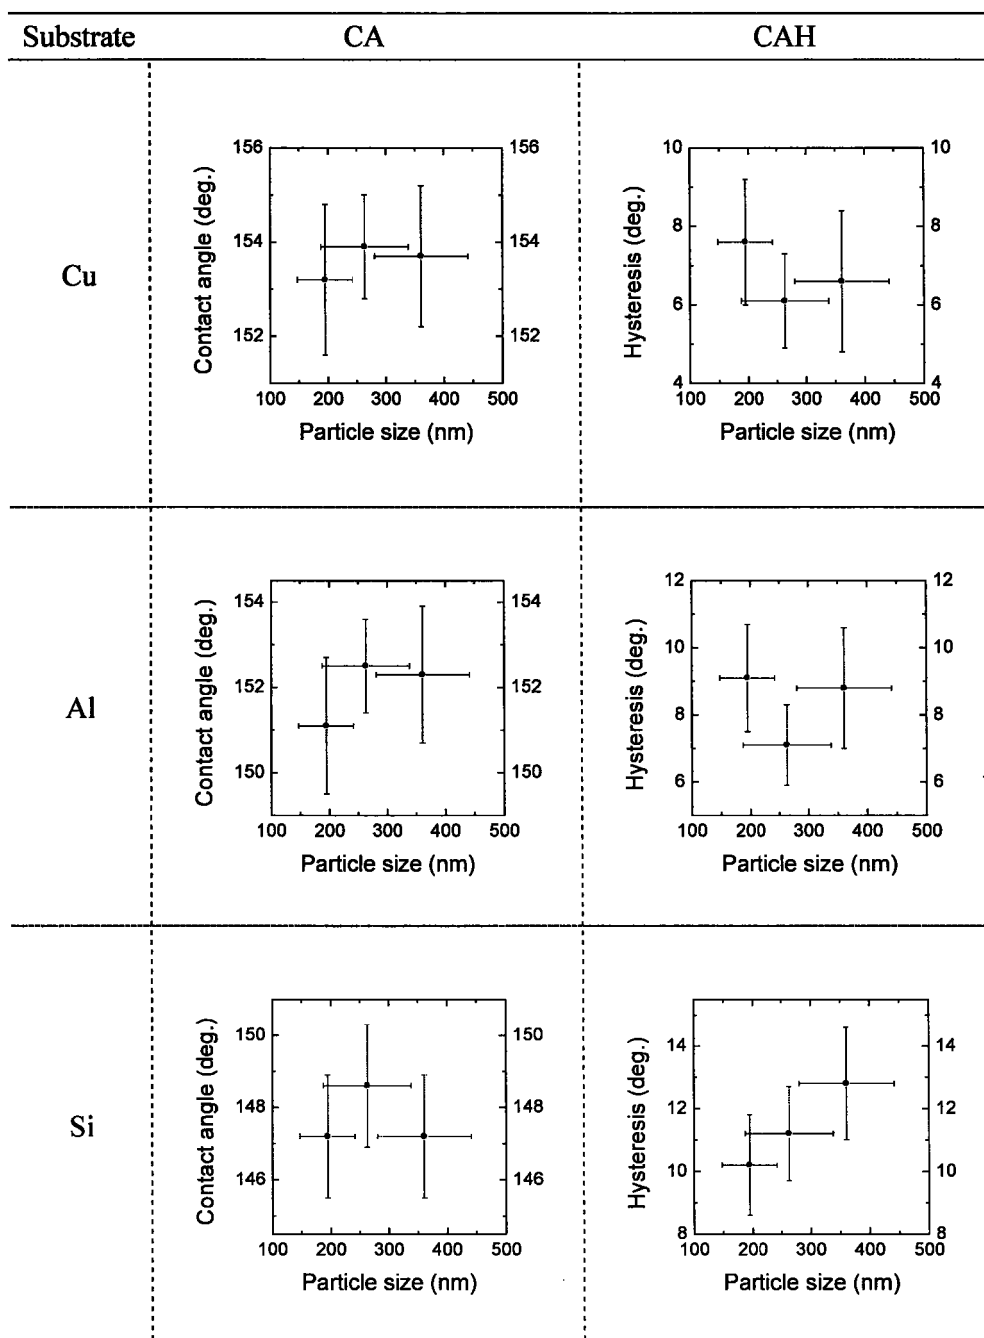 Substrate CA CAH
Cu
Contact angle (deg.)
156 154 152
156 154 152
100 200 300 400 500
Particle size (nm)
Hysteresis (deg.)
10 8 6 4
10 8 6 4
100 200 300 400 500
Particle size (nm)
Al
Contact angle (deg.)
154 152 150
154 152 150
100 200 300 400 500
Particle size (nm)
Hysteresis (deg.)
12 10 8 6
12 10 8 6
100 200 300 400 500
Particle size (nm)
Si
Contact angle (deg.)
150 148 146
150 148 146
100 200 300 400 500
Particle size (nm)
Hysteresis (deg.)
14 12 10 8
14 12 10 8
100 200 300 400 500
Particle size (nm)